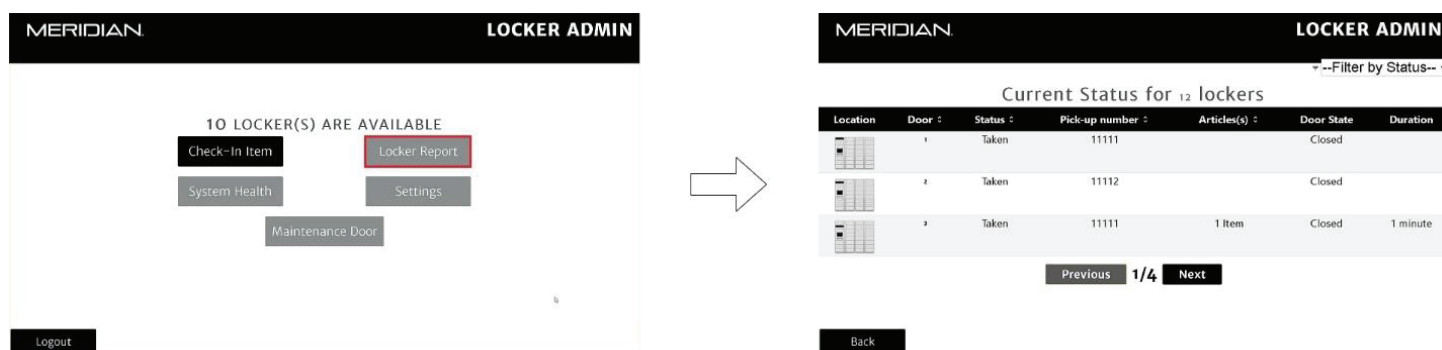 MERIDIAN.
LOCKER ADMIN
10 LOCKER(S) ARE AVAILABLE
Check-In Item
Locker Report
System Health
Settings
Maintenance Door
Logout
MERIDIAN.
LOCKER ADMIN
--Filter by Status--
Current Status for 12 lockers
Location Door Status Pick-up number Articles(s) Door State Duration
1 Taken 11111 Closed
2 Taken 11112 Closed
3 Taken 11111 1 Item Closed 1 minute
Previous 1/4 Next
Back